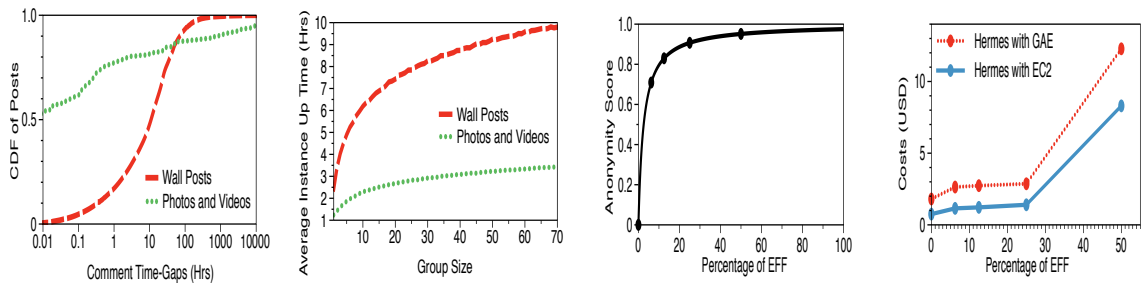 CDF of Posts
1.0
0.5
0
0.01 0.1 1 10 100 1000 10000
Comment Time-Gaps (Hrs)
Wall Posts
Photos and Videos
Average Instance Up Time (Hrs)
10
9
8
7
6
5
4
3
2
1
10 20 30 40 50 60 70
Group Size
Wall Posts
Photos and Videos
Anonymity Score
1.0
0.8
0.6
0.4
0.2
0
0 20 40 60 80 100
Percentage of EFF
Costs (USD)
10
5
0
0 10 20 30 40 50
Percentage of EFF
Hermes with GAE
Hermes with EC2